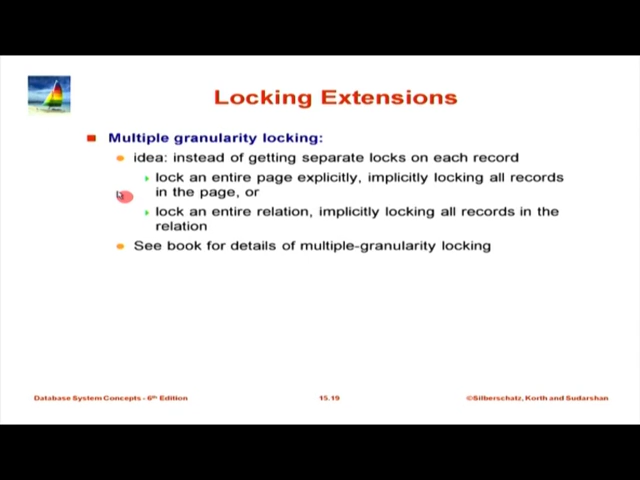 Locking Extensions
Multiple granularity locking:
idea: instead of getting separate locks on each record
lock an entire page explicitly, implicitly locking all records
in the page, or
lock an entire relation, implicitly locking all records in the
relation
See book for details of multiple-granularity locking
Database System Concepts - 6th Edition
15.19
©Silberschatz, Korth and Sudarshan